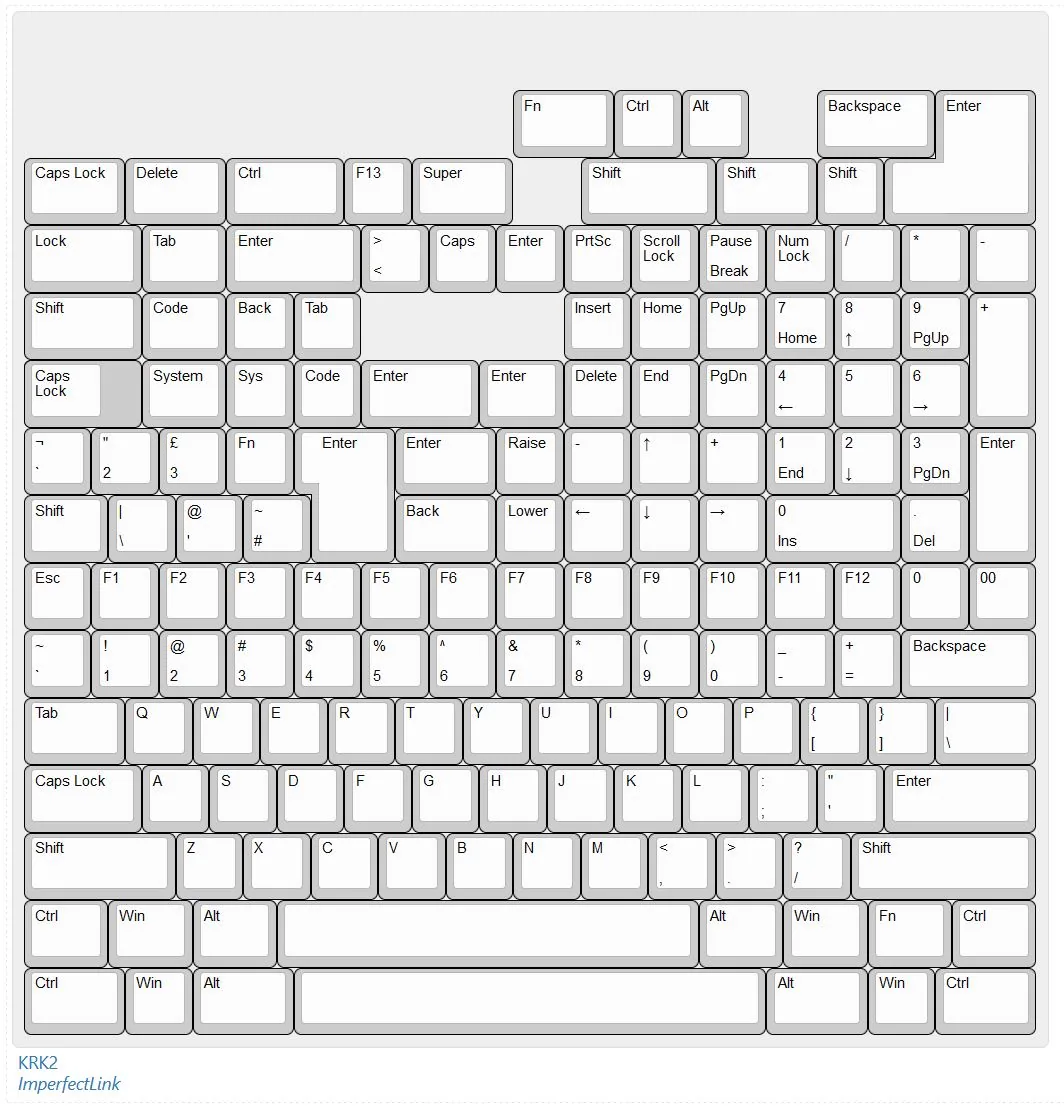 Fn Ctrl Alt Backspace Enter
Caps Lock Delete Ctrl F13 Super Shift Shift Shift
Lock Tab Enter > Caps Enter PrtSc Scroll Pause Num / * -
< Lock Break Lock
Shift Code Back Tab Insert Home PgUp 7 8 9 +
Home ↑ PgUp
Caps System Sys Code Enter Enter Delete End PgDn 4 5 6
Lock ← →
¬ " £ Fn Enter Enter Raise - ↑ + 1 2 3 Enter
` 2 3 End ↓ PgDn
Shift | @ ~ Back Lower ← ↓ → 0 .
\ ' # Ins Del
Esc F1 F2 F3 F4 F5 F6 F7 F8 F9 F10 F11 F12 0 00
~ ! @ # $ % ^ & * ( ) _ + Backspace
` 1 2 3 4 5 6 7 8 9 0 - =
Tab Q W E R T Y U I O P { } |
[ ] \
Caps Lock A S D F G H J K L : " Enter
; '
Shift Z X C V B N M < > ? Shift
, . /
Ctrl Win Alt Alt Win Fn Ctrl
Ctrl Win Alt Alt Win Ctrl
KRK2
ImperfectLink